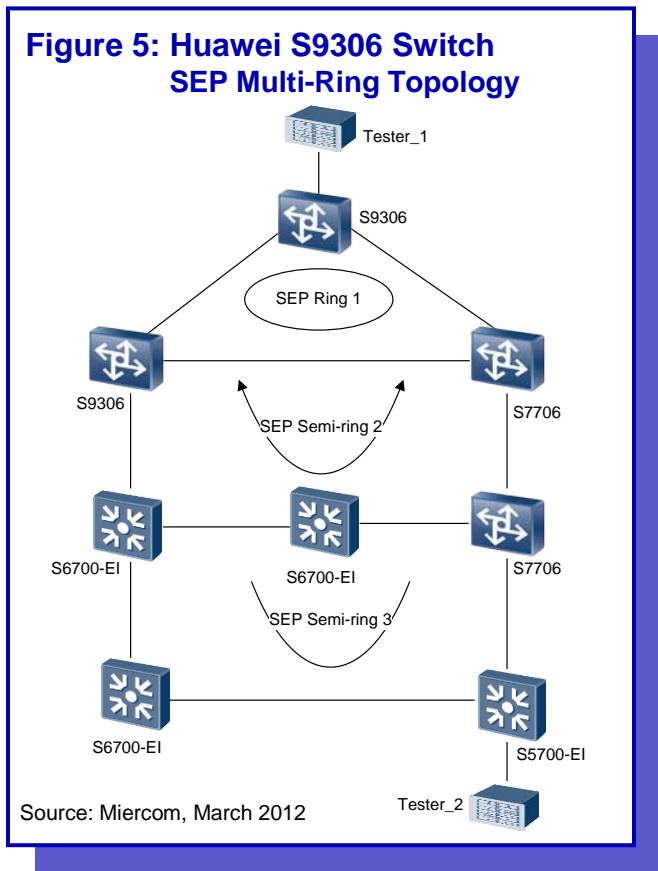 Figure 5: Huawei S9306 Switch
SEP Multi-Ring Topology
Tester_1
S9306
SEP Ring 1
S9306
S7706
SEP Semi-ring 2
S6700-EI
S6700-EI
S7706
SEP Semi-ring 3
S6700-EI
S5700-EI
Tester_2
Source: Miercom, March 2012